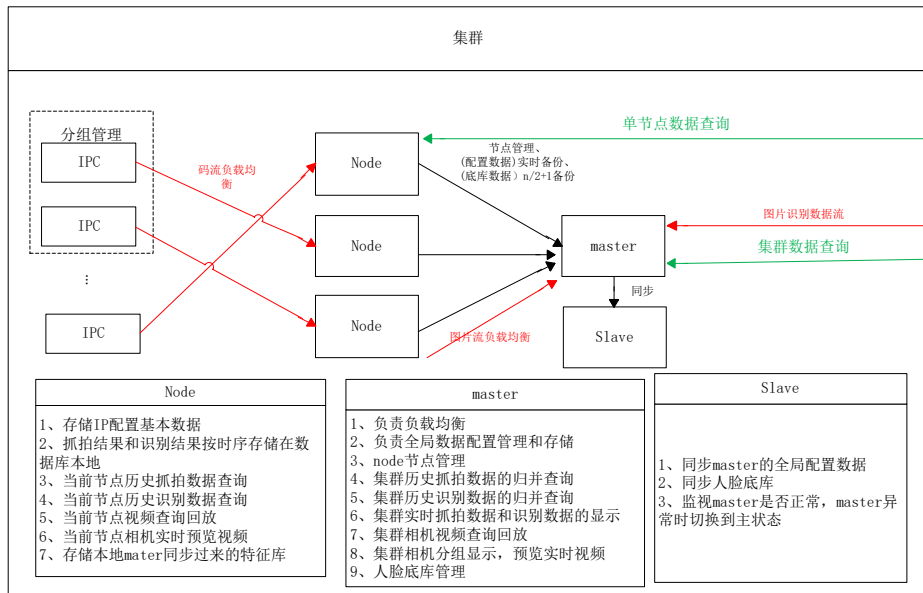 集群
分组管理
IPC
IPC
...
IPC
码流负载均
衡
Node
Node
Node
节点管理、
(配置数据)实时备份、
(底库数据）n/2+1备份
单节点数据查询
图片识别数据流
集群数据查询
master
同步
Slave
图片流负载均衡
Node
1、存储IP配置基本数据
2、抓拍结果和识别结果按时序存储在数
据库本地
3、当前节点历史抓拍数据查询
4、当前节点历史识别数据查询
5、当前节点视频查询回放
6、当前节点相机实时预览视频
7、存储本地mater同步过来的特征库
master
1、负责负载均衡
2、负责全局数据配置管理和存储
3、node节点管理
4、集群历史抓拍数据的归并查询
5、集群历史识别数据的归并查询
6、集群实时抓拍数据和识别数据的显示
7、集群相机视频查询回放
8、集群相机分组显示，预览实时视频
9、人脸底库管理
Slave
1、同步master的全局配置数据
2、同步人脸底库
3、监视master是否正常，master异
常时切换到主状态